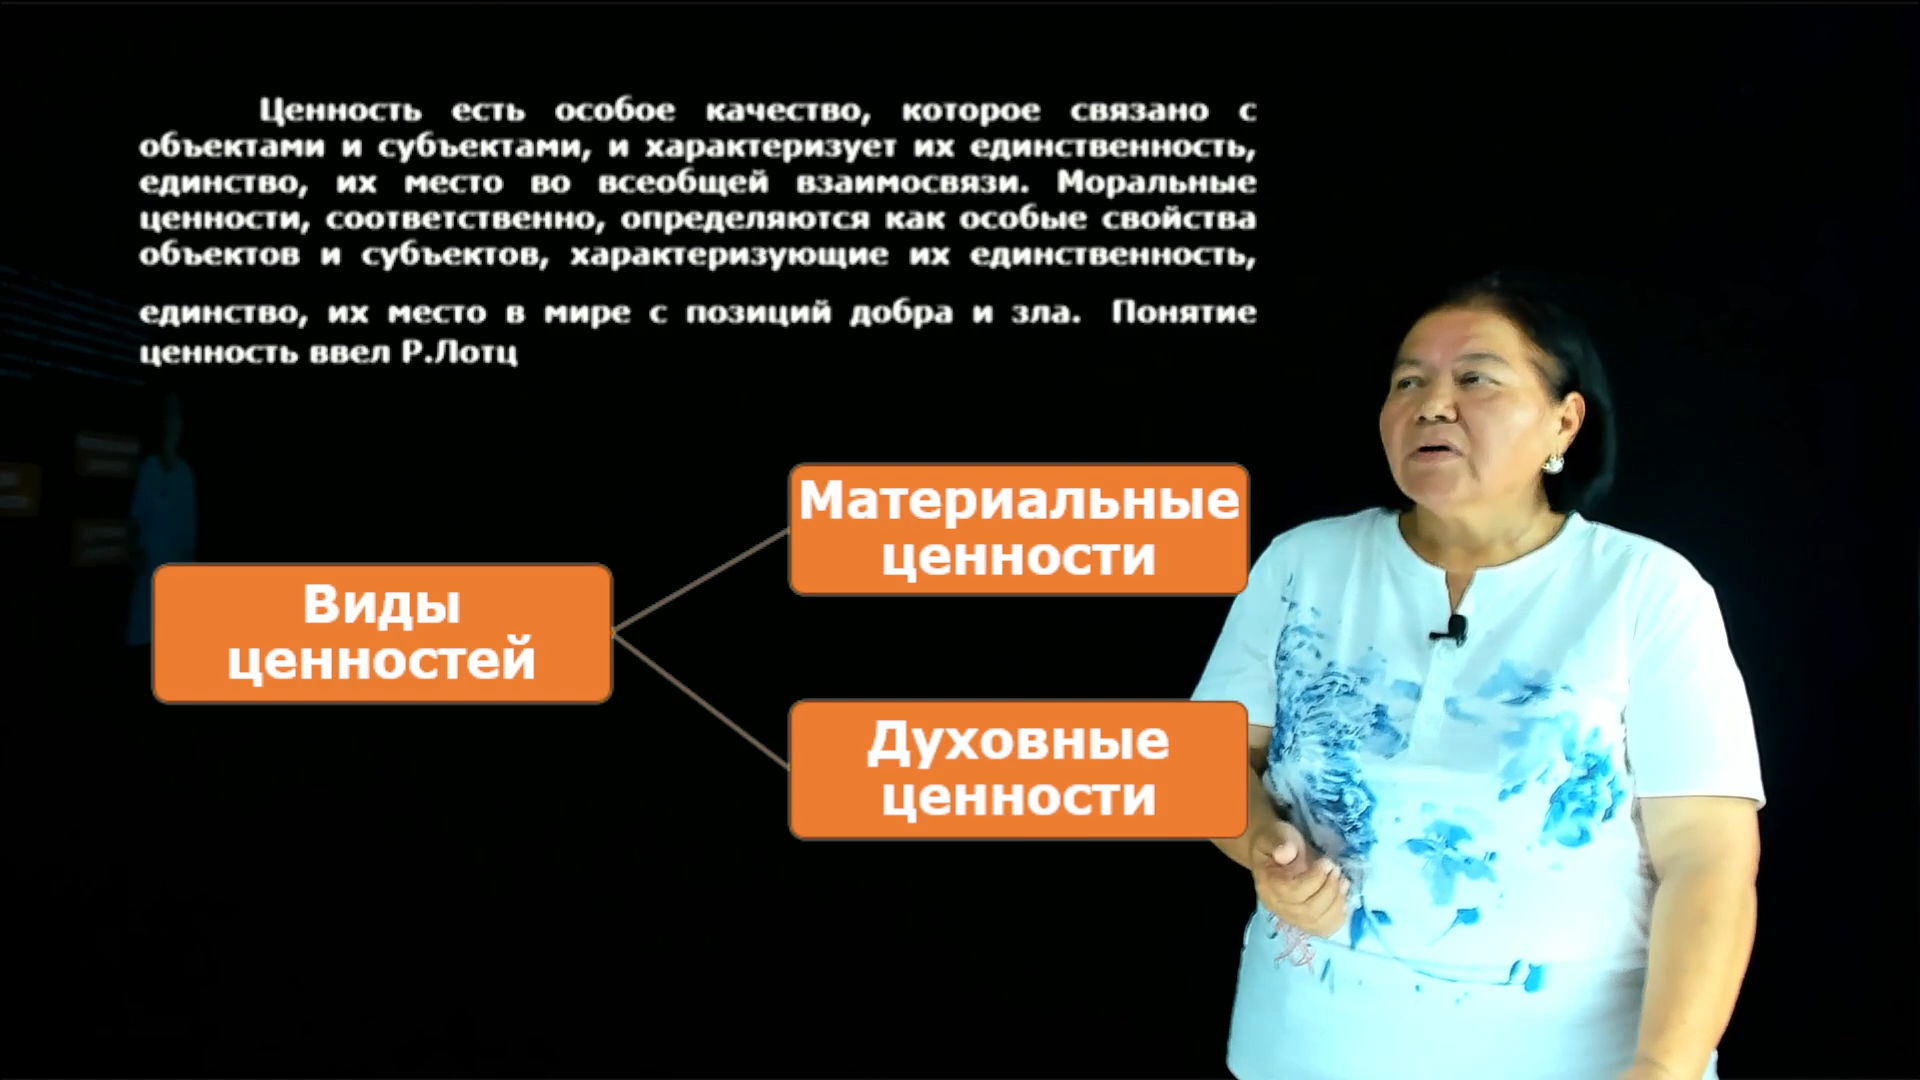 Ценность есть особое качество, которое связано с
объектами и субъектами, и характеризует их единственность,
единство, их место во всеобщей взаимосвязи. Моральные
ценности, соответственно, определяются как особые свойства
объектов и субъектов, характеризующие их единственность,
единство, их место в мире с позиций добра и зла. Понятие
ценность ввел Р.Лотц
Виды
ценностей
Материальные
ценности
Духовные
ценности